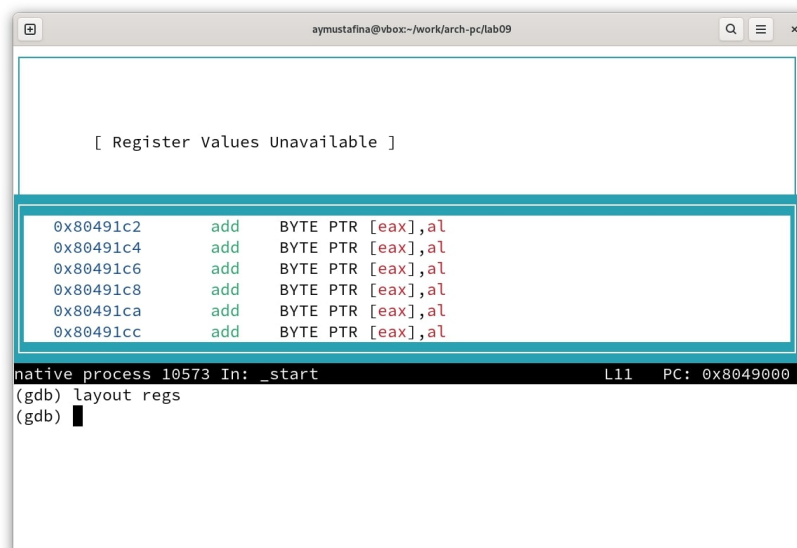 aymustafina@vbox:~/work/arch-pc/lab09
[ Register Values Unavailable ]
0x80491c2 add BYTE PTR [eax],al
0x80491c4 add BYTE PTR [eax],al
0x80491c6 add BYTE PTR [eax],al
0x80491c8 add BYTE PTR [eax],al
0x80491ca add BYTE PTR [eax],al
0x80491cc add BYTE PTR [eax],al
native process 10573 In: _start L11 PC: 0x8049000
(gdb) layout regs
(gdb)